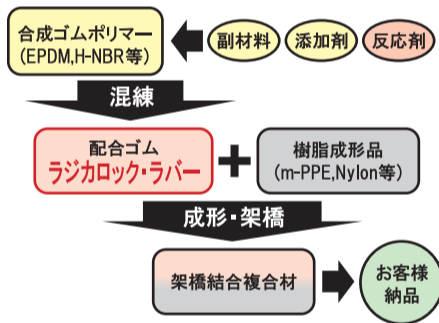 合成ゴムポリマー
(EPDM,H-NBR等)
副材料
添加剤
反応剤
混練
配合ゴム
ラジカロック・ラバー
樹脂成形品
(m-PPE,Nylon等)
成形・架橋
架橋結合複合材
お客様
納品